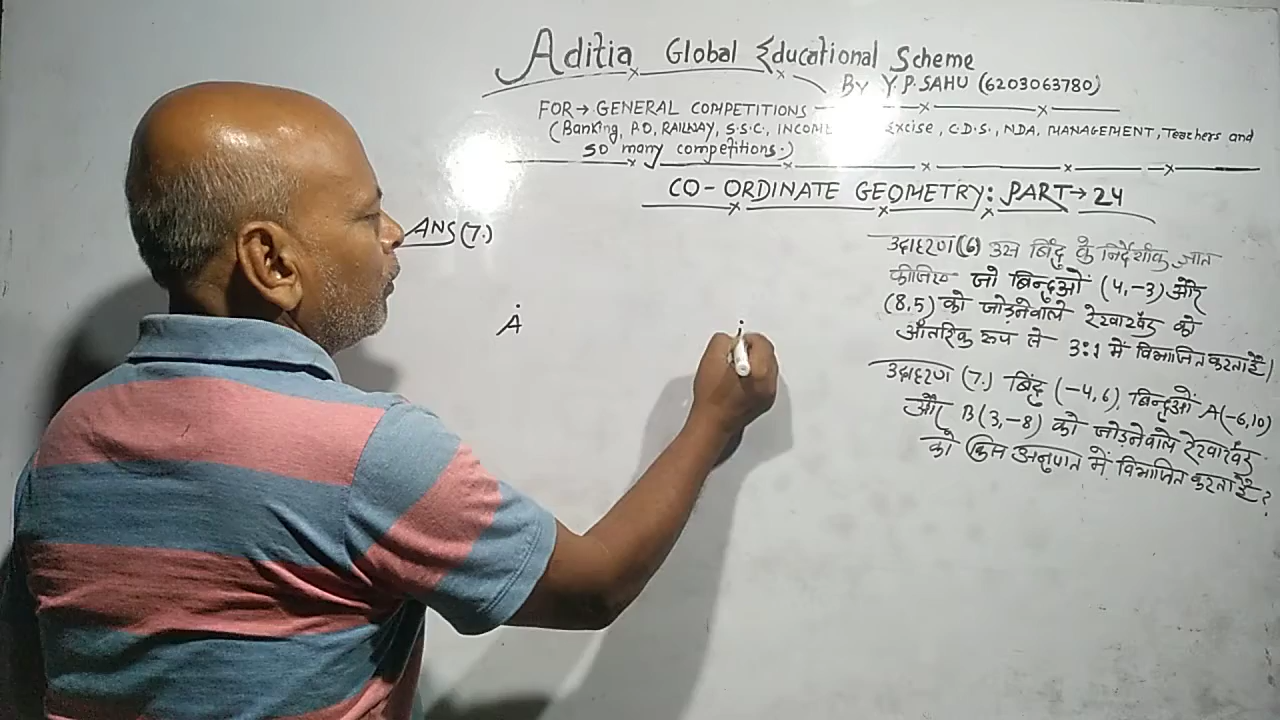 Aditia Global Educational Scheme
By Y.P. SAHU (6203063780)
FOR → GENERAL COMPETITIONS
(Banking, P.O, RAILWAY, S.S.C., INCOME Excise, C.D.S., NDA, MANAGEMENT, Teachers and
so many competitions.)
CO-ORDINATE GEOMETRY: PART → 24
ANS (7.)
A
उदाहरण (6) उस बिंदु के निर्देशांक ज्ञात
कीजिए जो बिन्दुओं (4,-3) और
(8,5) को जोड़नेवाले रेखाखंड को
आंतरिक रूप से 3:1 में विभाजित करता है।
उदाहरण (7.) बिंदु (-4,6), बिन्दुओं A(-6,10)
और B(3,-8) को जोड़नेवाले रेखाखंड
को किस अनुपात में विभाजित करता है?